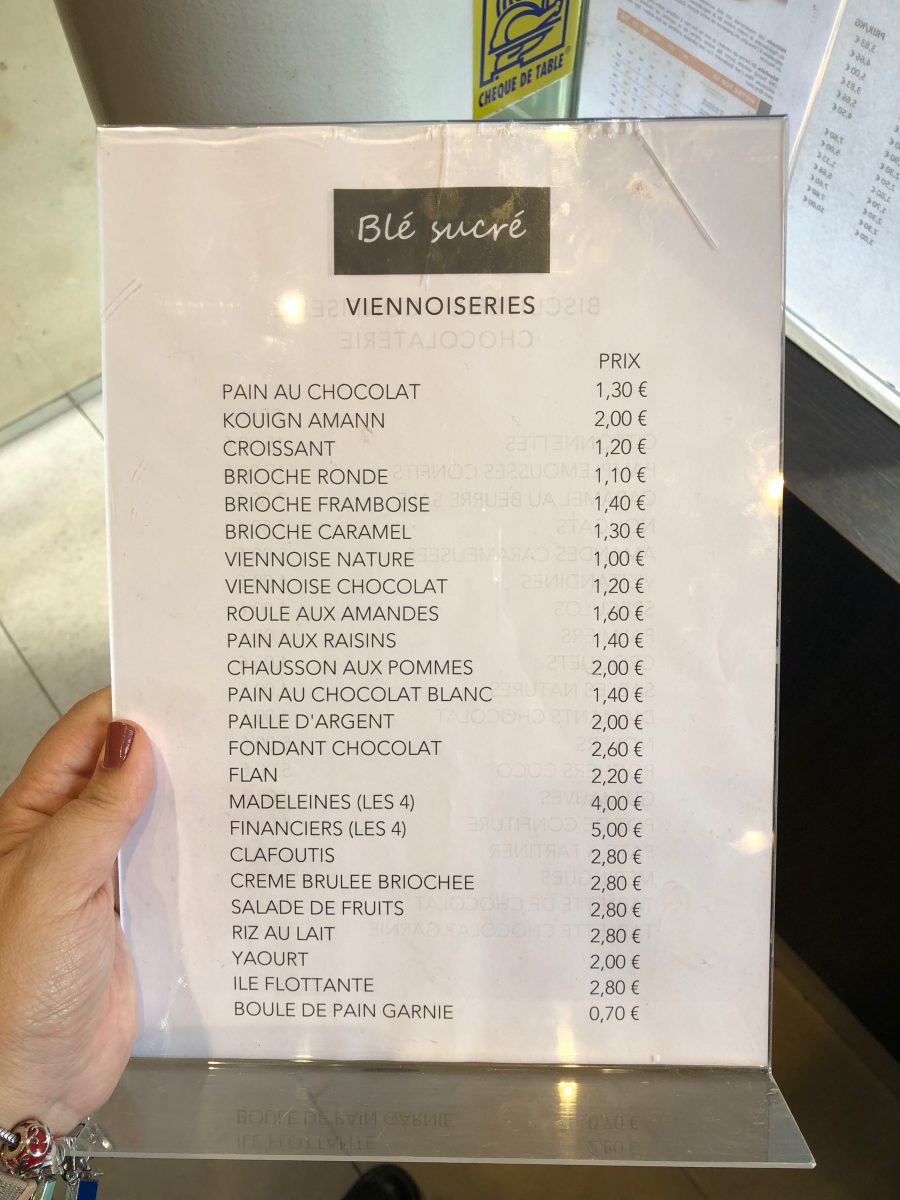 CHEQUE DE TABLE
Blé sucré
VIENNOISERIES
PRIX
PAIN AU CHOCOLAT 1,30 €
KOUIGN AMANN 2,00 €
CROISSANT 1,20 €
BRIOCHE RONDE 1,10 €
BRIOCHE FRAMBOISE 1,40 €
BRIOCHE CARAMEL 1,30 €
VIENNOISE NATURE 1,00 €
VIENNOISE CHOCOLAT 1,20 €
ROULE AUX AMANDES 1,60 €
PAIN AUX RAISINS 1,40 €
CHAUSSON AUX POMMES 2,00 €
PAIN AU CHOCOLAT BLANC 1,40 €
PAILLE D'ARGENT 2,00 €
FONDANT CHOCOLAT 2,60 €
FLAN 2,20 €
MADELEINES (LES 4) 4,00 €
FINANCIERS (LES 4) 5,00 €
CLAFOUTIS 2,80 €
CREME BRULEE BRIOCHEE 2,80 €
SALADE DE FRUITS 2,80 €
RIZ AU LAIT 2,80 €
YAOURT 2,00 €
ILE FLOTTANTE 2,80 €
BOULE DE PAIN GARNIE 0,70 €